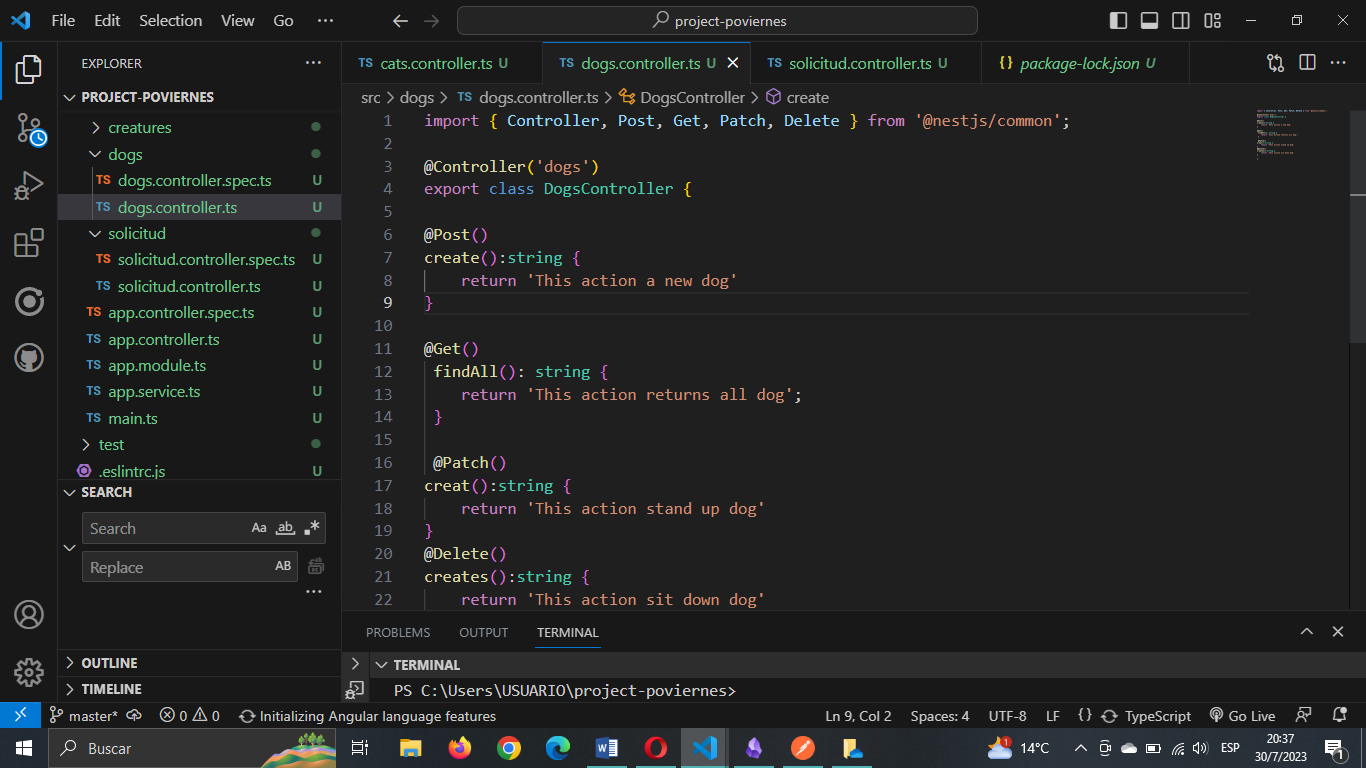 File Edit Selection View Go ···
project-poviernes
EXPLORER ···
PROJECT-POVIERNES
creatures
dogs
TS dogs.controller.spec.ts U
TS dogs.controller.ts U
solicitud
TS solicitud.controller.spec.ts U
TS solicitud.controller.ts U
TS app.controller.spec.ts U
TS app.controller.ts U
TS app.module.ts U
TS app.service.ts U
TS main.ts U
test
.eslintrc.js U
SEARCH
Search Aa ab .*
Replace AB
···
OUTLINE
TIMELINE
TS cats.controller.ts U TS dogs.controller.ts U TS solicitud.controller.ts U {} package-lock.json U ···
src > dogs > TS dogs.controller.ts > DogsController > create
1 import { Controller, Post, Get, Patch, Delete } from '@nestjs/common';
2
3 @Controller('dogs')
4 export class DogsController {
5
6 @Post()
7 create():string {
8 return 'This action a new dog'
9 }
10
11 @Get()
12 findAll(): string {
13 return 'This action returns all dog';
14 }
15
16 @Patch()
17 creat():string {
18 return 'This action stand up dog'
19 }
20 @Delete()
21 creates():string {
22 return 'This action sit down dog'
PROBLEMS OUTPUT TERMINAL
TERMINAL
PS C:\Users\USUARIO\project-poviernes>
master* 0 0 Initializing Angular language features Ln 9, Col 2 Spaces: 4 UTF-8 LF {} TypeScript Go Live
Buscar 1 14°C ESP 20:37
30/7/2023 1